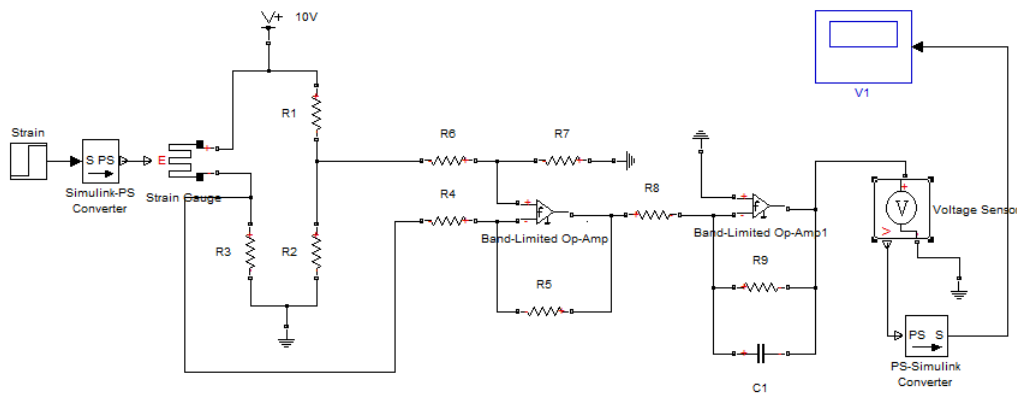 V+ 10V
V1
R1
Strain
S PS
E
Simulink-PS
Converter
Strain Gauge
R6
R7
R4
R8
Band-Limited Op-Amp
Band-Limited Op-Amp1
V
Voltage Sensor
V
R3
R2
R5
R9
PS S
PS-Simulink
Converter
C1